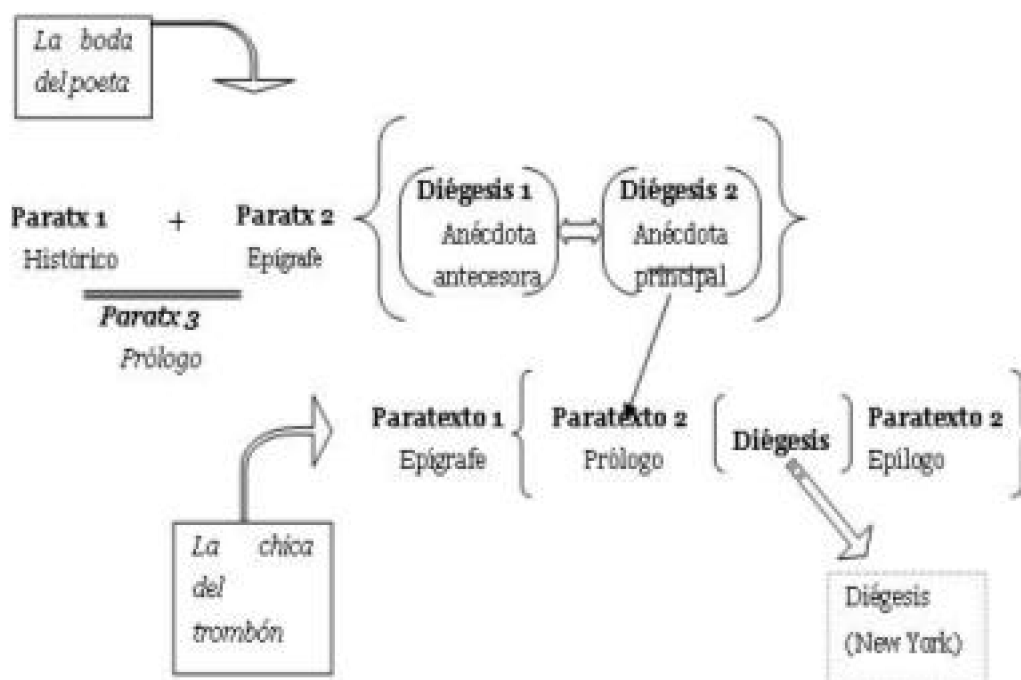 La boda
del poeta
Paratx 1 + Paratx 2
Histórico Epígrafe
Paratx 3
Prólogo
Diégesis 1
Anécdota
antecesora
Diégesis 2
Anécdota
principal
Paratexto 1
Epígrafe
Paratexto 2
Prólogo
Diégesis
Paratexto 2
Epílogo
La chica
del
trombón
Diégesis
(New York)